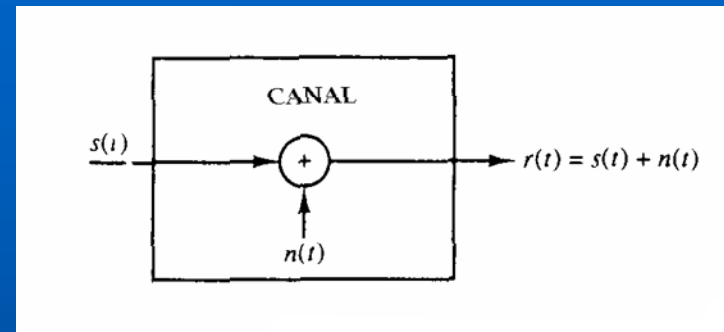 CANAL
s(t)
+
r(t) = s(t) + n(t)
n(t)